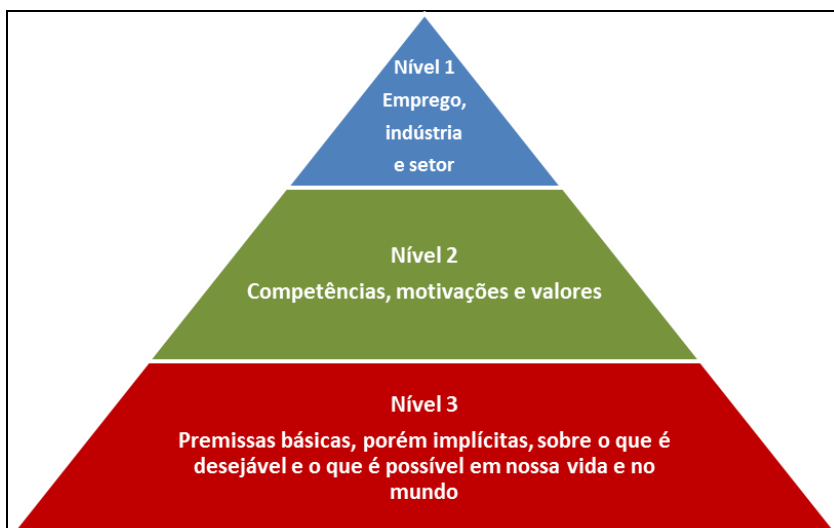 Nível 1
Emprego,
indústria
e setor
Nível 2
Competências, motivações e valores
Nível 3
Premissas básicas, porém implícitas, sobre o que é
desejável e o que é possível em nossa vida e no
mundo